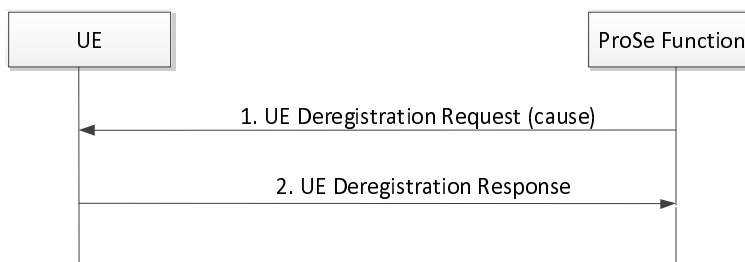 UE
ProSe Function
1. UE Deregistration Request (cause)
2. UE Deregistration Response